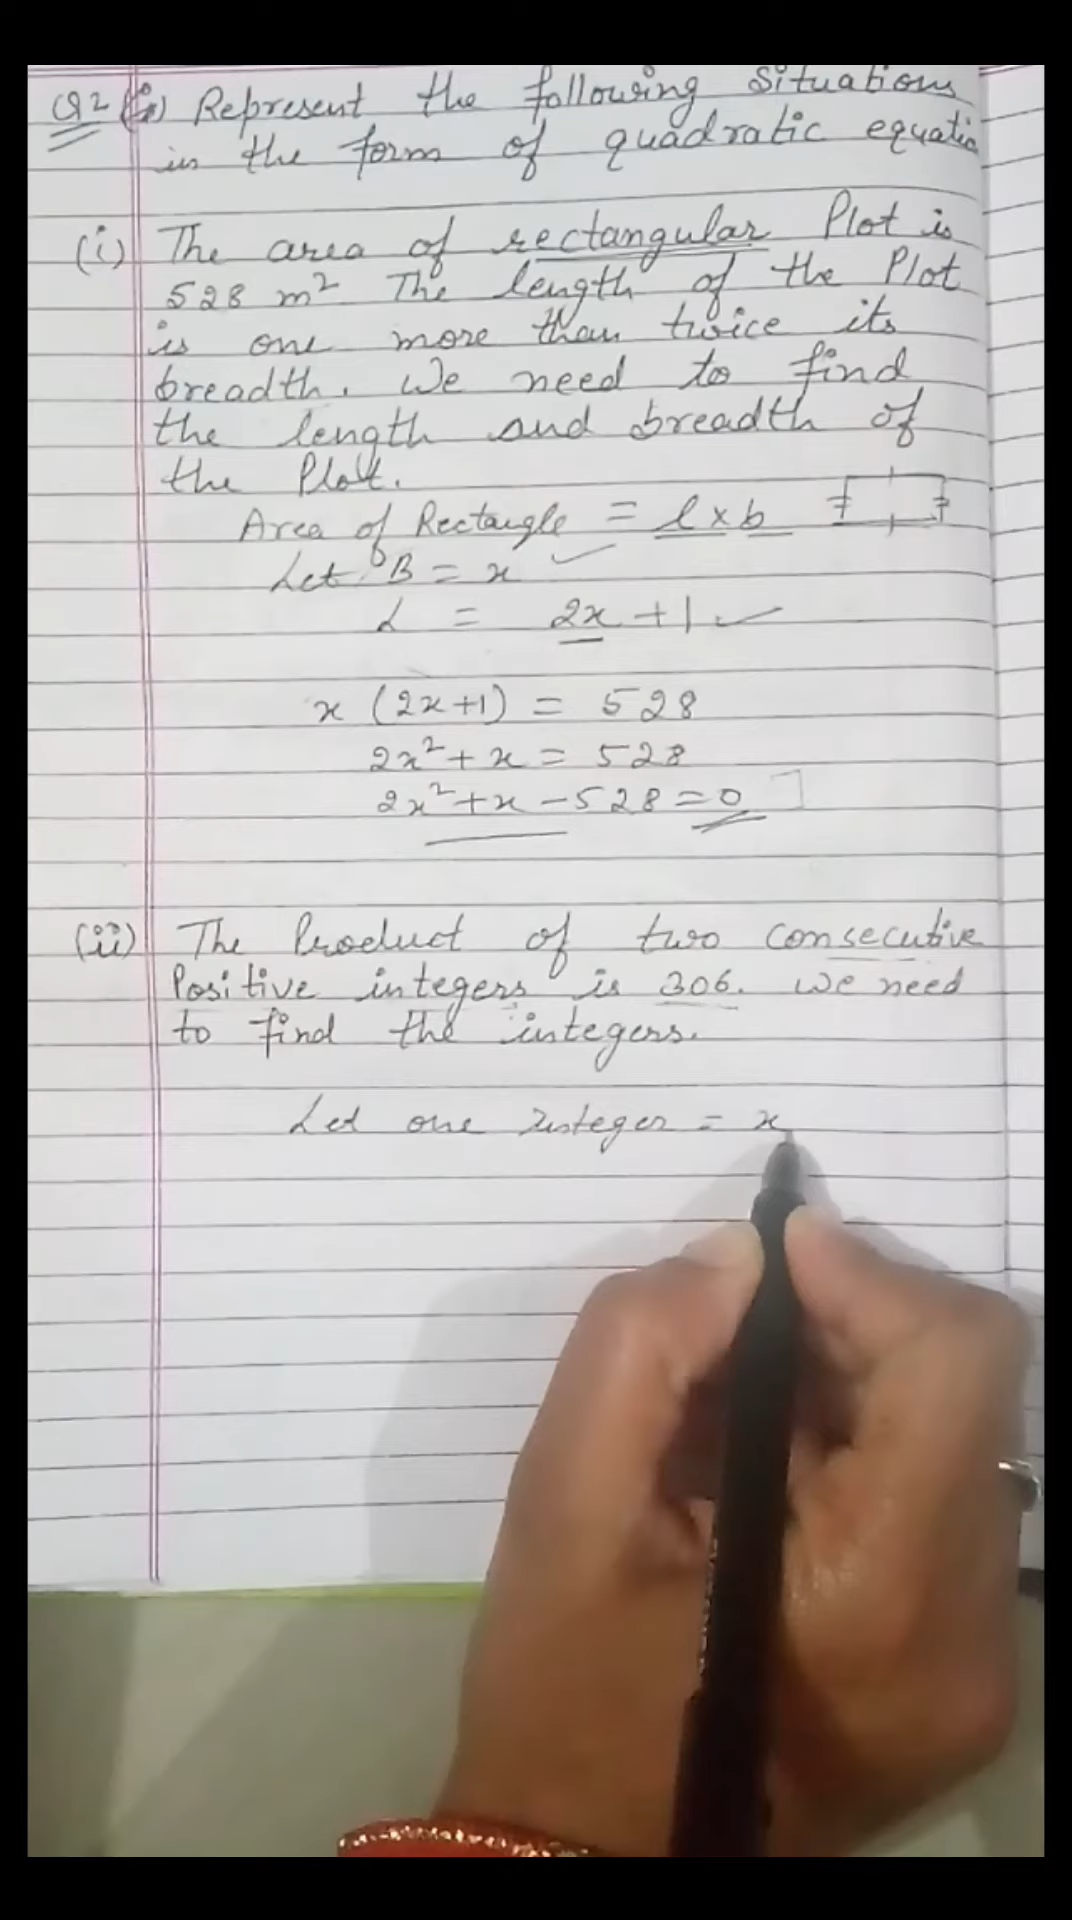 Q2 (i) Represent the following situations
in the form of quadratic equatio
(i) The area of rectangular Plot is
528 m² The length of the Plot
is one more than twice its
breadth. We need to find
the length and breadth of
the Plot.
Area of Rectangle = l x b
Let B = x
L = 2x + 1
x (2x+1) = 528
2x² + x = 528
2x² + x - 528 = 0
(ii) The Product of two consecutive
Positive integers is 306. We need
to find the integers.
Let one integer = x